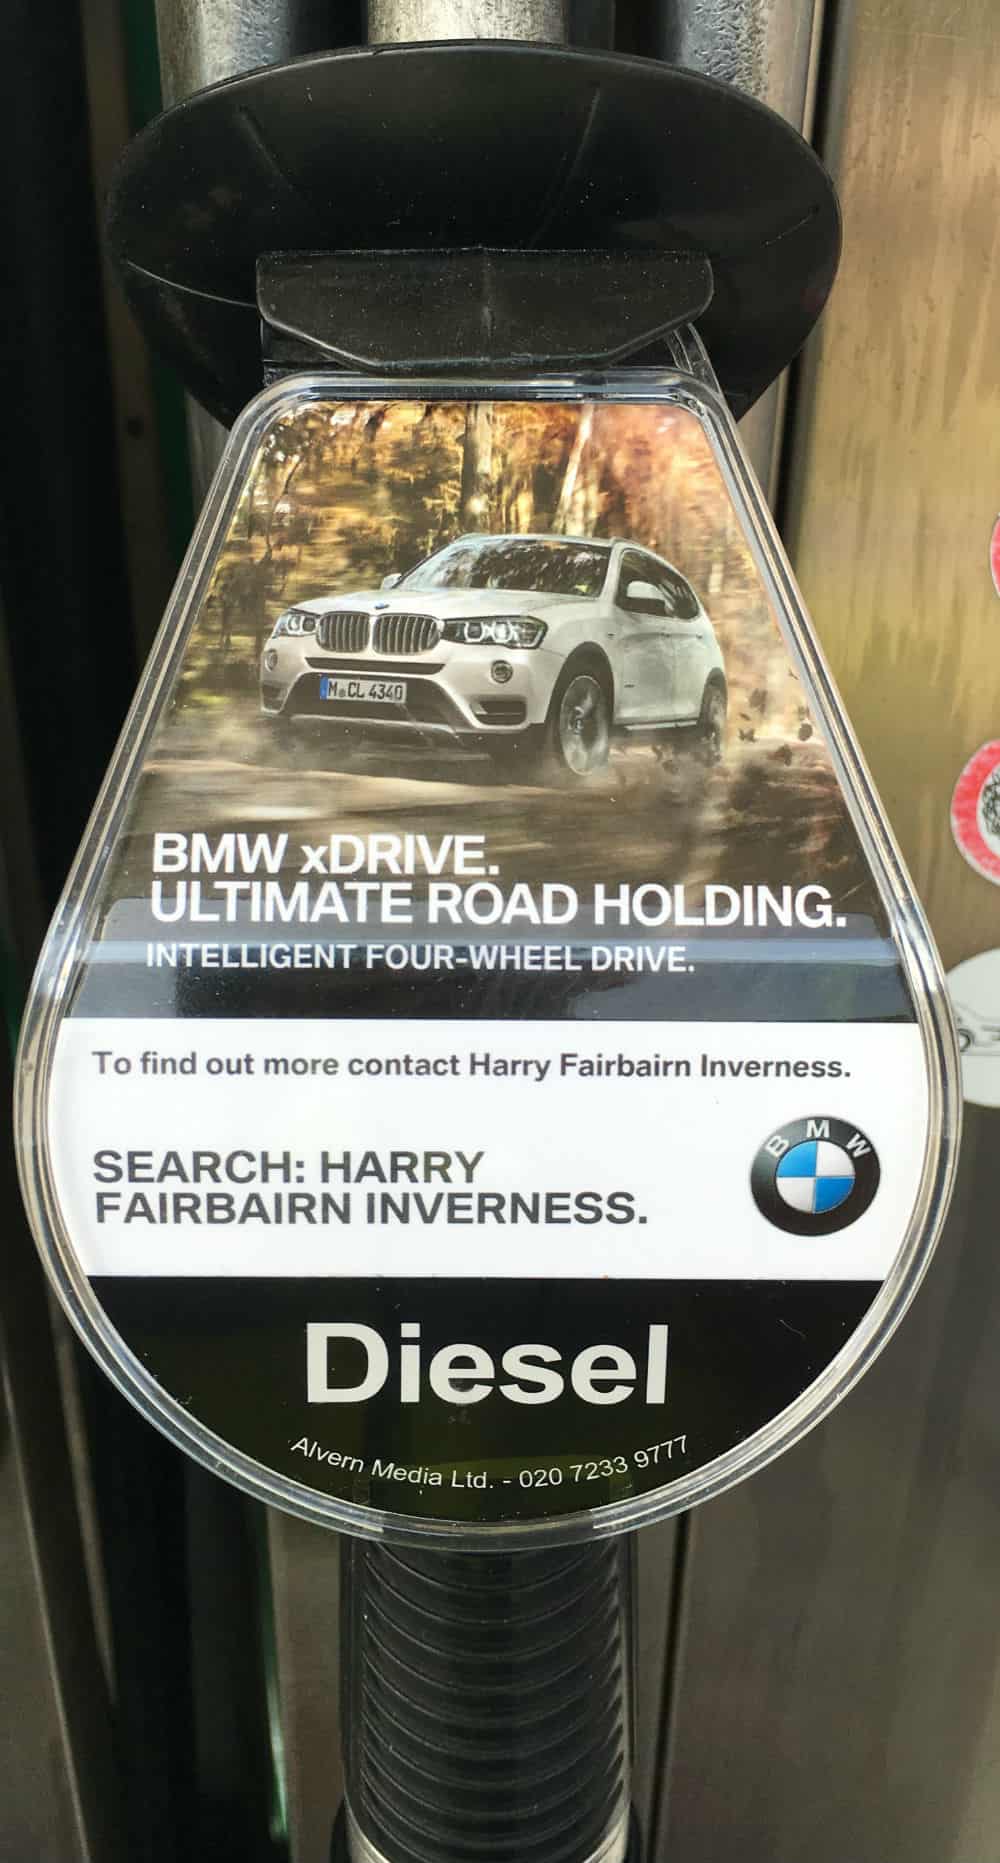 M CL 4340
BMW xDRIVE.
ULTIMATE ROAD HOLDING.
INTELLIGENT FOUR-WHEEL DRIVE.
To find out more contact Harry Fairbairn Inverness.
SEARCH: HARRY
FAIRBAIRN INVERNESS.
BMW
Diesel
Alvern Media Ltd. - 020 7233 9777